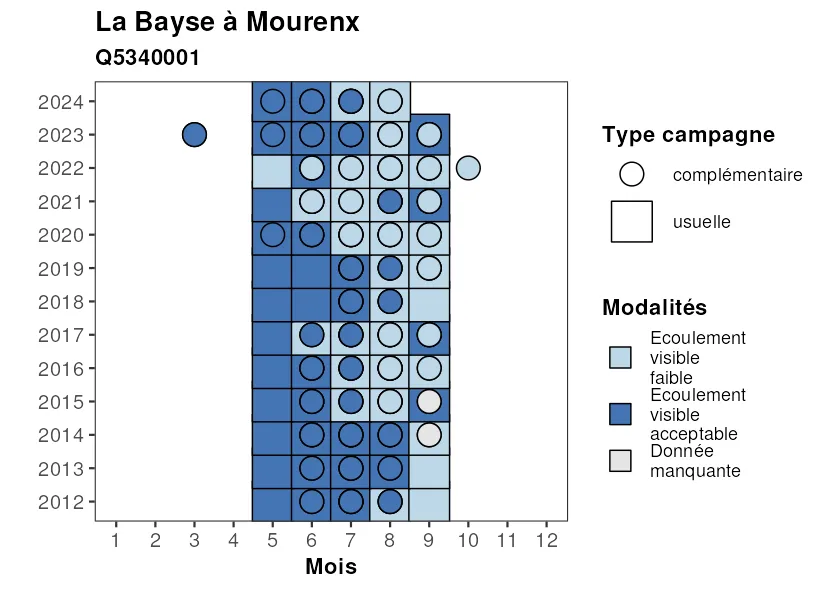 La Bayse à Mourenx
Q5340001
2024
2023
2022
2021
2020
2019
2018
2017
2016
2015
2014
2013
2012
1 2 3 4 5 6 7 8 9 10 11 12
Mois
Type campagne
complémentaire
usuelle
Modalités
Ecoulement
visible
faible
Ecoulement
visible
acceptable
Donnée
manquante